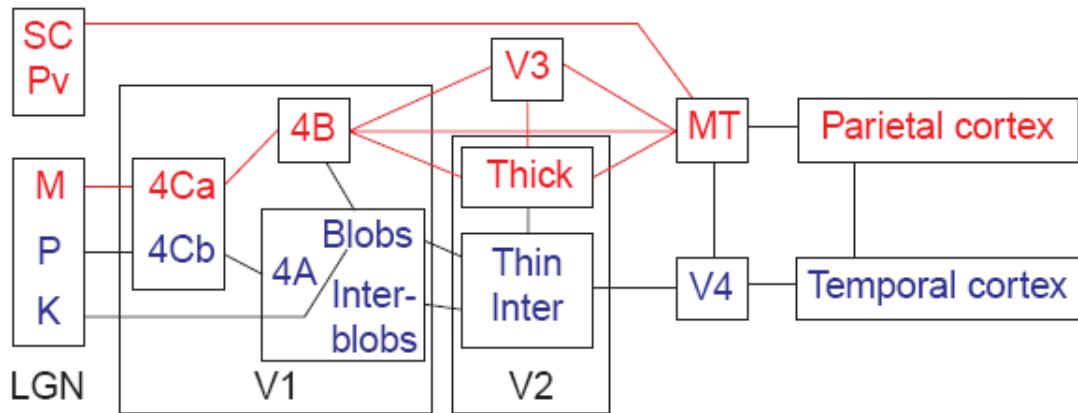 SC
Pv
V3
4B
MT
Parietal cortex
M
4Ca
Thick
P
4Cb
Blobs
4A
Thin
K
Inter-
blobs
Inter
V4
Temporal cortex
LGN
V1
V2